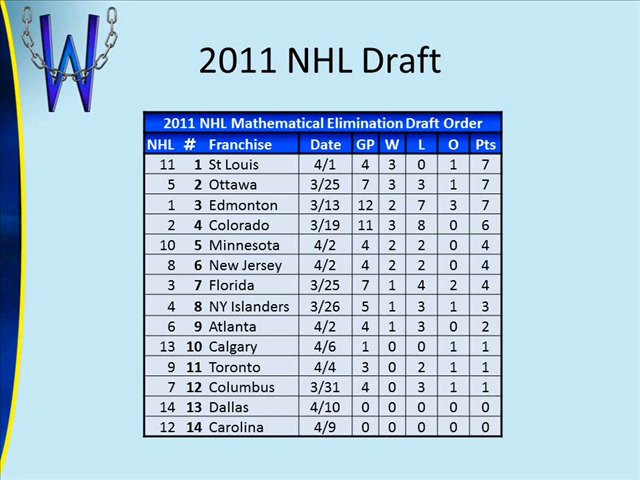 W
2011 NHL Draft
2011 NHL Mathematical Elimination Draft Order
NHL # Franchise Date GP W L O Pts
11 1 St Louis 4/1 4 3 0 1 7
5 2 Ottawa 3/25 7 3 3 1 7
1 3 Edmonton 3/13 12 2 7 3 7
2 4 Colorado 3/19 11 3 8 0 6
10 5 Minnesota 4/2 4 2 2 0 4
8 6 New Jersey 4/2 4 2 2 0 4
3 7 Florida 3/25 7 1 4 2 4
4 8 NY Islanders 3/26 5 1 3 1 3
6 9 Atlanta 4/2 4 1 3 0 2
13 10 Calgary 4/6 1 0 0 1 1
9 11 Toronto 4/4 3 0 2 1 1
7 12 Columbus 3/31 4 0 3 1 1
14 13 Dallas 4/10 0 0 0 0 0
12 14 Carolina 4/9 0 0 0 0 0